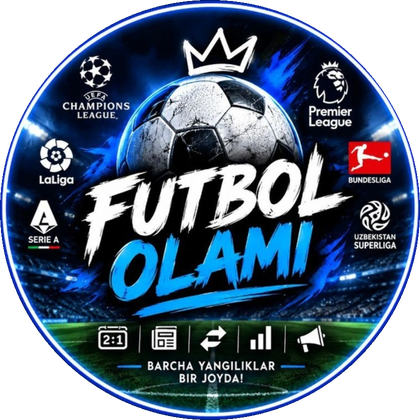 UEFA
CHAMPIONS
LEAGUE
Premier
League
LaLiga
BUNDESLIGA
FUTBOL
OLAMI
SERIE A
UZBEKISTAN
SUPERLIGA
2:1
BARCHA YANGILIKLAR
BIR JOYDA!